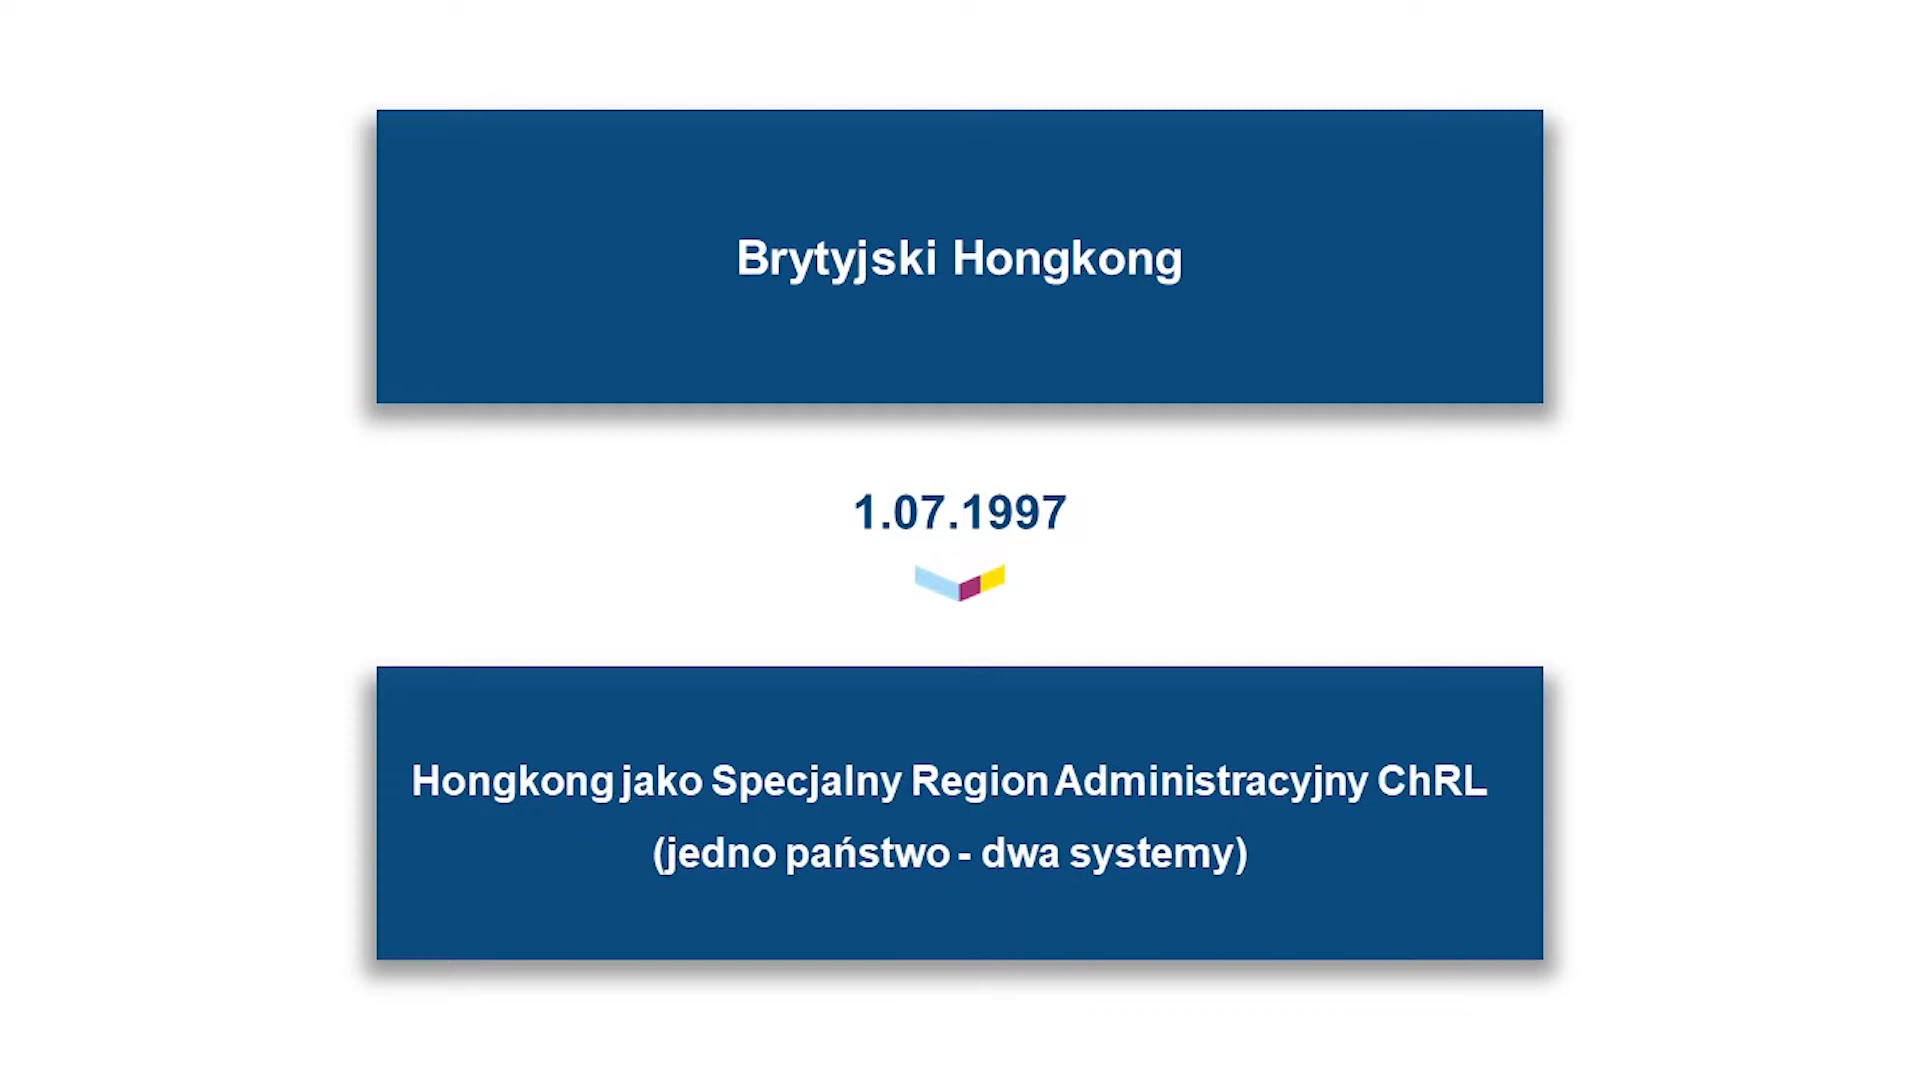 Brytyjski Hongkong
1.07.1997
Hongkong jako Specjalny Region Administracyjny ChRL
(jedno państwo - dwa systemy)